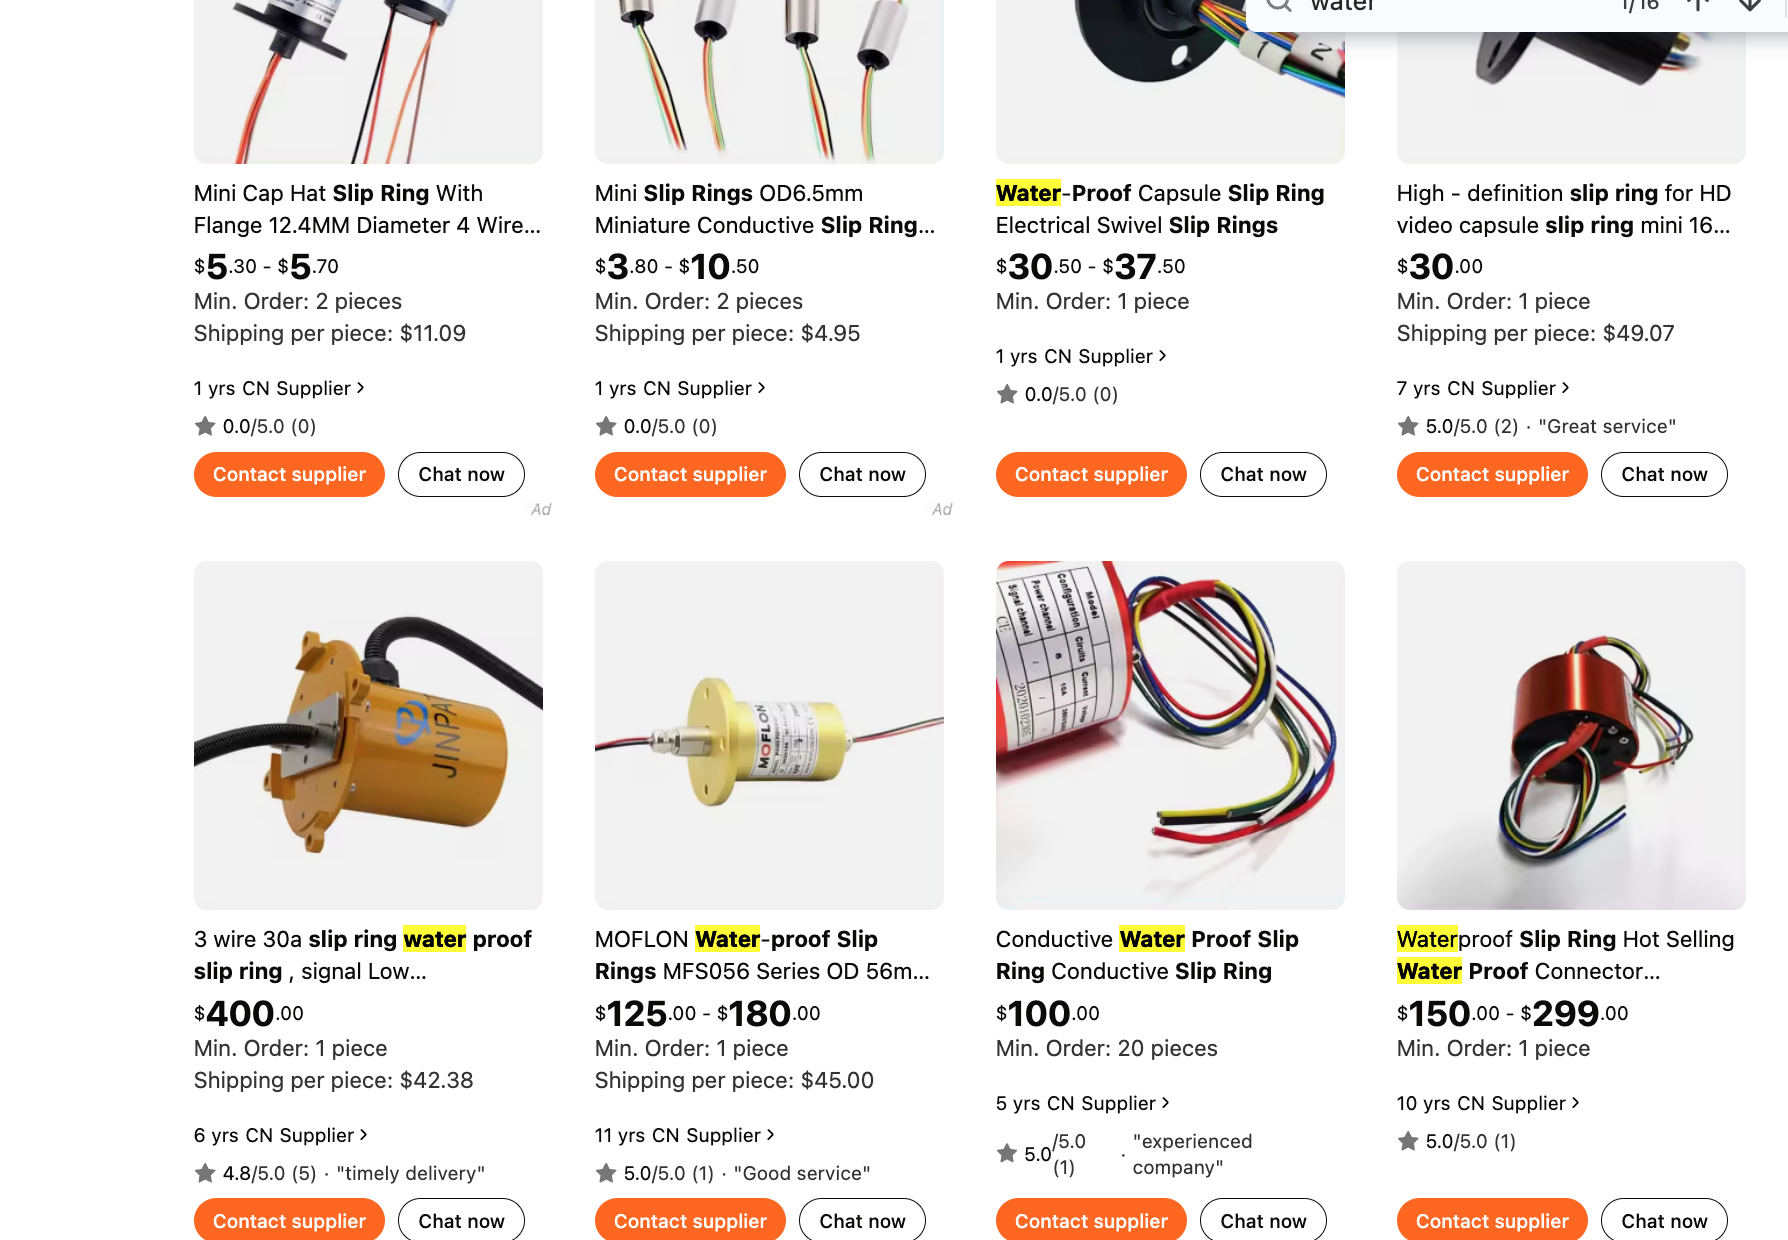 water
1/16
1
2
Mini Cap Hat Slip Ring With
Flange 12.4MM Diameter 4 Wire...
$5.30 - $5.70
Min. Order: 2 pieces
Shipping per piece: $11.09
1 yrs CN Supplier >
0.0/5.0 (0)
Contact supplier
Chat now
Ad
Mini Slip Rings OD6.5mm
Miniature Conductive Slip Ring...
$3.80 - $10.50
Min. Order: 2 pieces
Shipping per piece: $4.95
1 yrs CN Supplier >
0.0/5.0 (0)
Contact supplier
Chat now
Ad
Water-Proof Capsule Slip Ring
Electrical Swivel Slip Rings
$30.50 - $37.50
Min. Order: 1 piece
1 yrs CN Supplier >
0.0/5.0 (0)
Contact supplier
Chat now
High - definition slip ring for HD
video capsule slip ring mini 16...
$30.00
Min. Order: 1 piece
Shipping per piece: $49.07
7 yrs CN Supplier >
5.0/5.0 (2) · "Great service"
Contact supplier
Chat now
JINPA
3 wire 30a slip ring water proof
slip ring , signal Low...
$400.00
Min. Order: 1 piece
Shipping per piece: $42.38
6 yrs CN Supplier >
4.8/5.0 (5) · "timely delivery"
Contact supplier
Chat now
MOFLON
MOFLON Water-proof Slip
Rings MFS056 Series OD 56m...
$125.00 - $180.00
Min. Order: 1 piece
Shipping per piece: $45.00
11 yrs CN Supplier >
5.0/5.0 (1) · "Good service"
Contact supplier
Chat now
Model
Configuration
Circuits
Current
Power channel
6
10A
Signal channel
/
/
CE
Conductive Water Proof Slip
Ring Conductive Slip Ring
$100.00
Min. Order: 20 pieces
5 yrs CN Supplier >
5.0/5.0 (1) · "experienced
company"
Contact supplier
Chat now
Waterproof Slip Ring Hot Selling
Water Proof Connector...
$150.00 - $299.00
Min. Order: 1 piece
10 yrs CN Supplier >
5.0/5.0 (1)
Contact supplier
Chat now